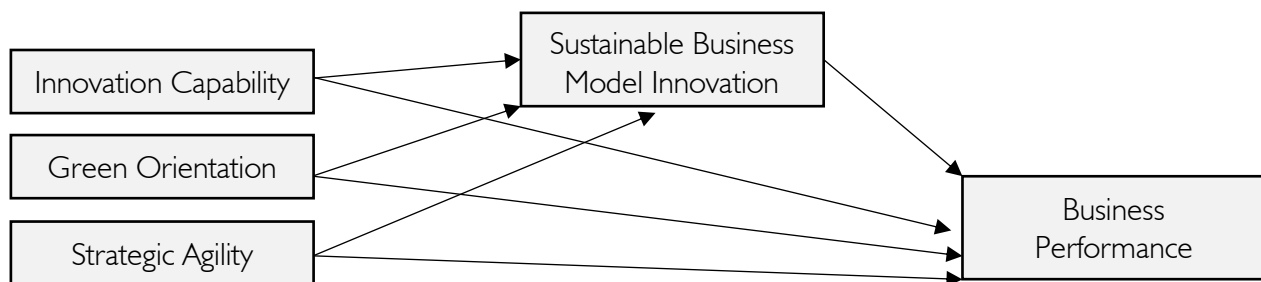 Sustainable Business
Model Innovation
Innovation Capability
Green Orientation
Strategic Agility
Business
Performance